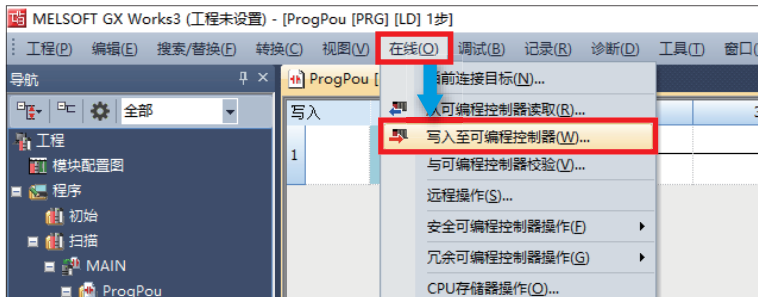 MELSOFT GX Works3 (工程未设置) - [ProgPou [PRG] [LD] 1步]
工程(P) 编辑(E) 搜索/替换(F) 转换(C) 视图(V) 在线(O) 调试(B) 记录(R) 诊断(D) 工具(T) 窗口(
导航
ProgPou [
当前连接目标(N)...
全部
写入
从可编程控制器读取(R)...
工程
写入至可编程控制器(W)...
1
模块配置图
与可编程控制器校验(V)...
程序
远程操作(S)...
初始
安全可编程控制器操作(F)
扫描
冗余可编程控制器操作(G)
MAIN
CPU存储器操作(O)...
ProgPou